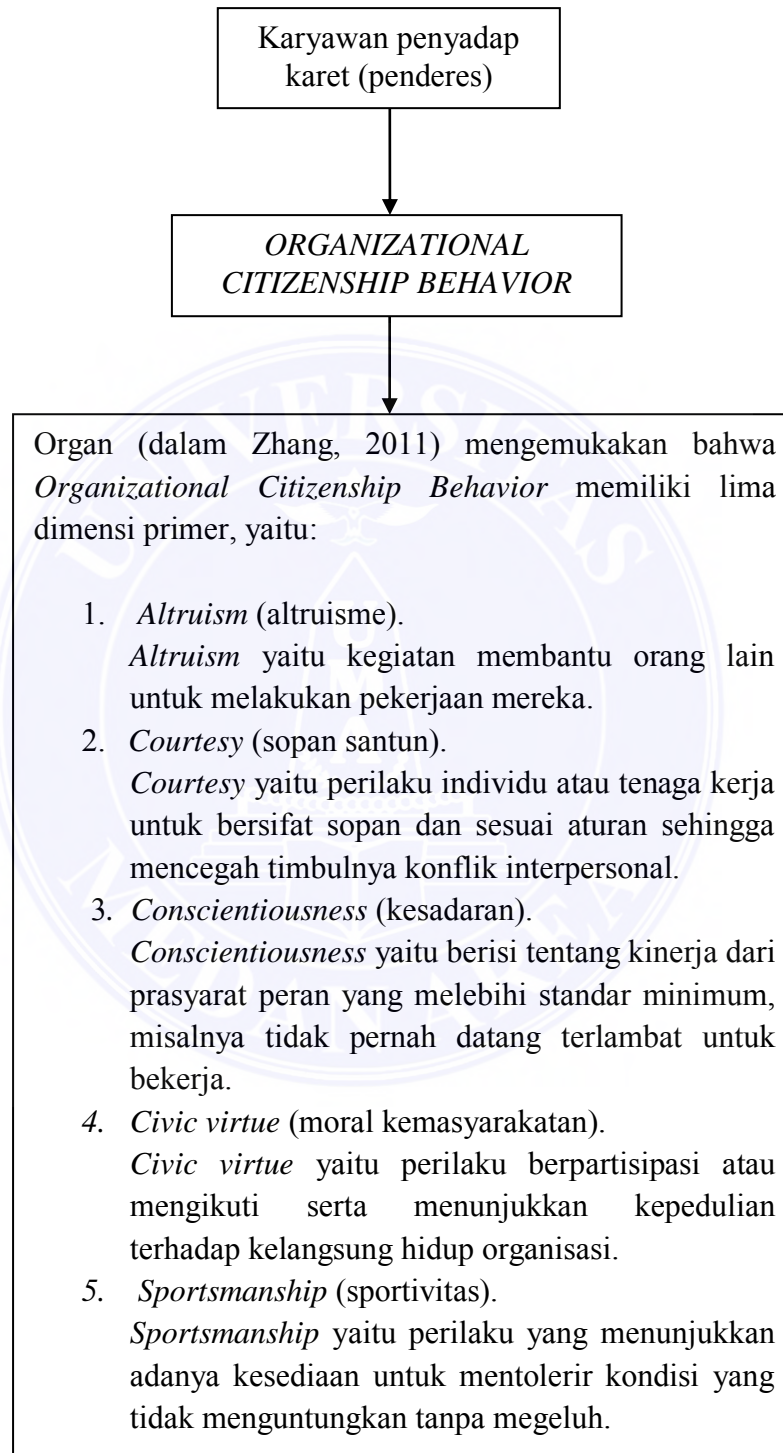 Karyawan penyadap
karet (penderes)
ORGANIZATIONAL
CITIZENSHIP BEHAVIOR
Organ (dalam Zhang, 2011) mengemukakan bahwa
Organizational Citizenship Behavior memiliki lima
dimensi primer, yaitu:
1. Altruism (altruisme).
Altruism yaitu kegiatan membantu orang lain
untuk melakukan pekerjaan mereka.
2. Courtesy (sopan santun).
Courtesy yaitu perilaku individu atau tenaga kerja
untuk bersifat sopan dan sesuai aturan sehingga
mencegah timbulnya konflik interpersonal.
3. Conscientiousness (kesadaran).
Conscientiousness yaitu berisi tentang kinerja dari
prasyarat peran yang melebihi standar minimum,
misalnya tidak pernah datang terlambat untuk
bekerja.
4. Civic virtue (moral kemasyarakatan).
Civic virtue yaitu perilaku berpartisipasi atau
mengikuti serta menunjukkan kepedulian
terhadap kelangsung hidup organisasi.
5. Sportsmanship (sportivitas).
Sportsmanship yaitu perilaku yang menunjukkan
adanya kesediaan untuk mentolerir kondisi yang
tidak menguntungkan tanpa megeluh.
UNIVERSITAS
MEDAN AREA
UMA